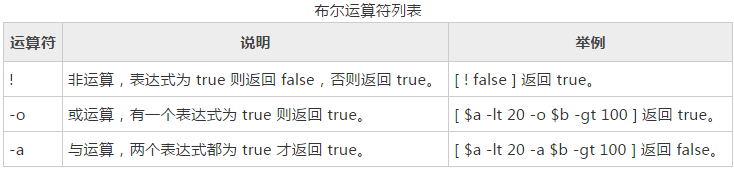 布尔运算符列表
运算符 说明 举例
! 非运算，表达式为 true 则返回 false，否则返回 true。 [ ! false ] 返回 true。
-o 或运算，有一个表达式为 true 则返回 true。 [ $a -lt 20 -o $b -gt 100 ] 返回 true。
-a 与运算，两个表达式都为 true 才返回 true。 [ $a -lt 20 -a $b -gt 100 ] 返回 false。